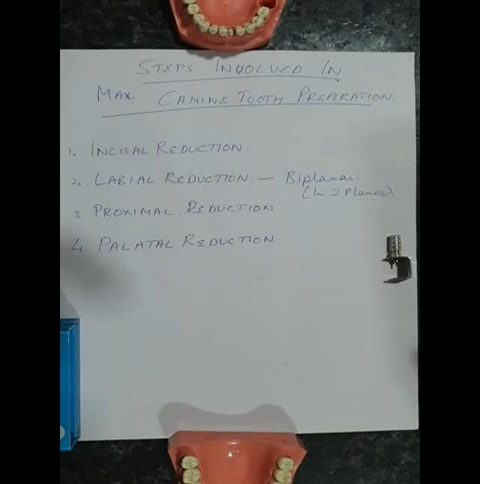 STEPS INVOLVED IN
MAX. CANINE TOOTH PREPERATION.
1. INCISAL REDUCTION
2. LABIAL REDUCTION — Biplanar.
(In 2 Planes).
3. PROXIMAL REDUCTION
4. PALATAL REDUCTION